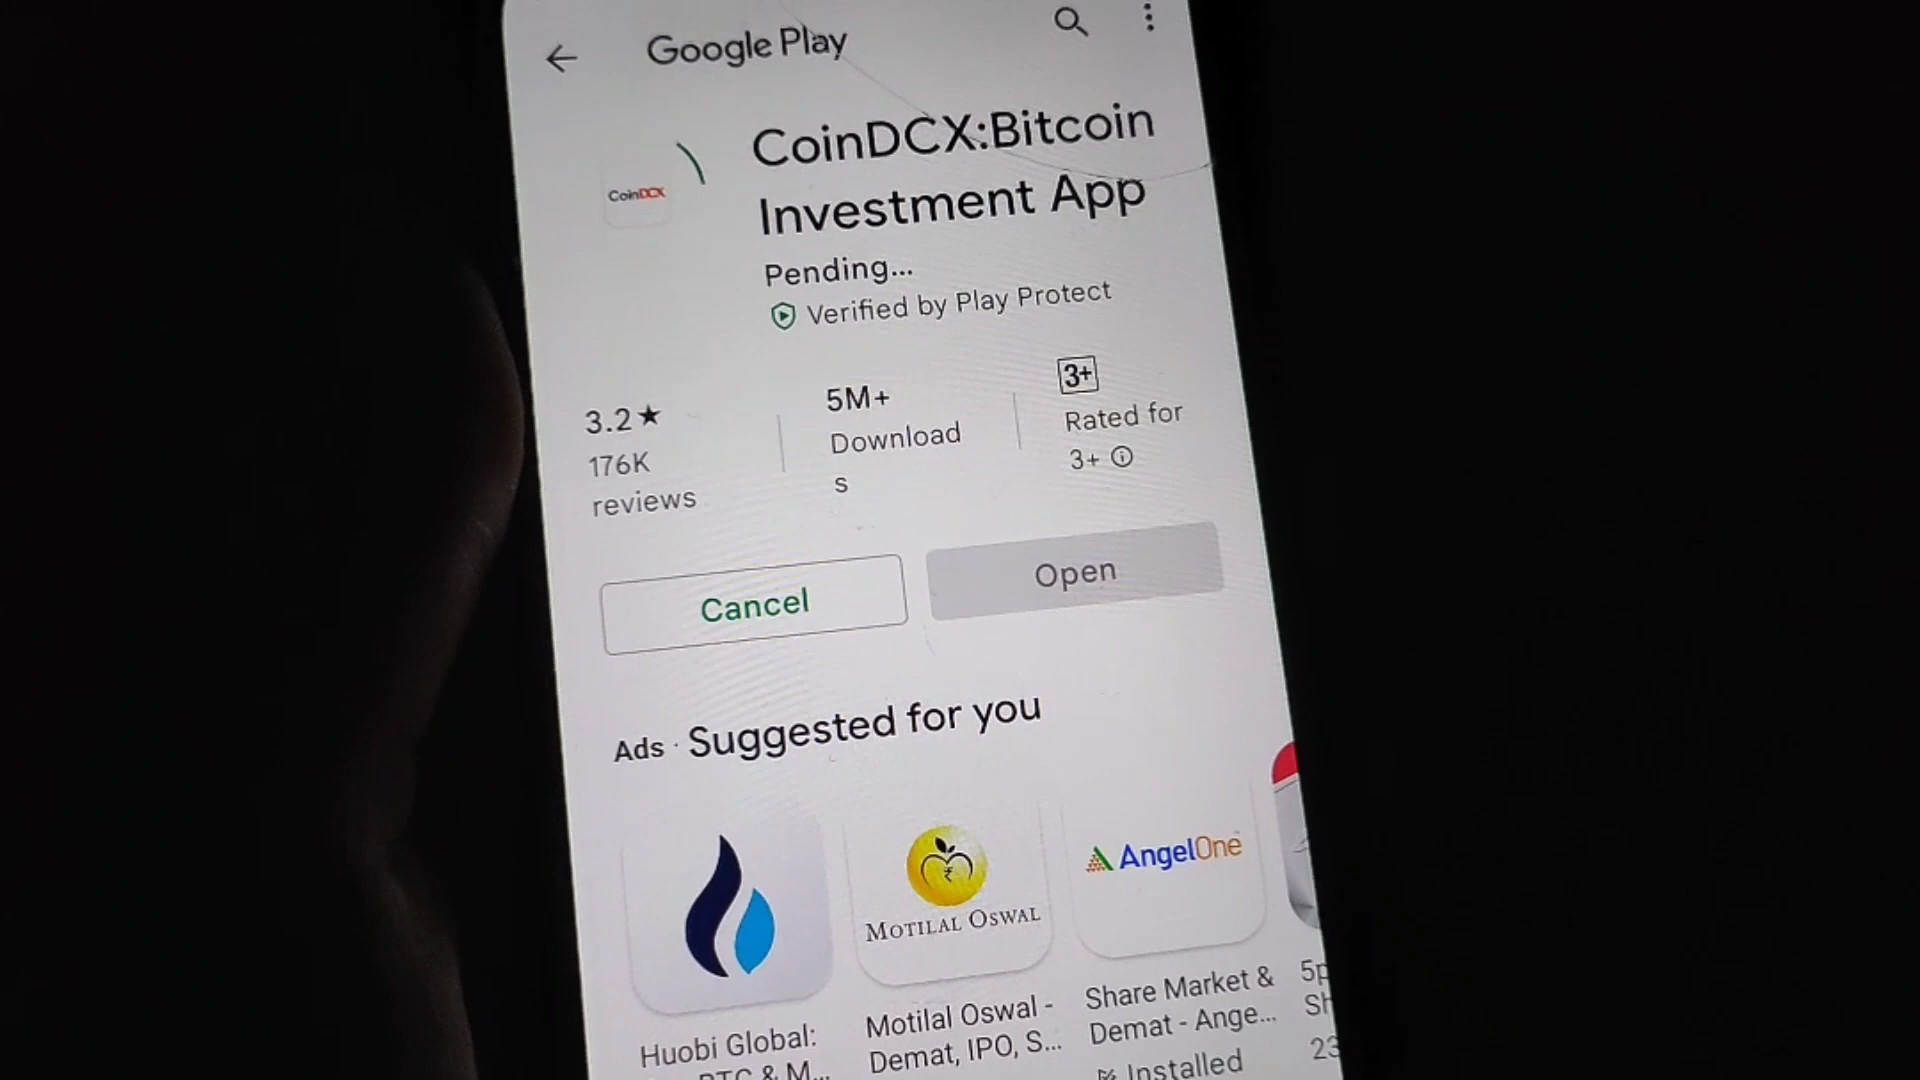 Google Play
CoinDCX
CoinDCX:Bitcoin
Investment App
Pending...
Verified by Play Protect
3.2★
176K
reviews
5M+
Download
s
3+
Rated for
3+
Cancel
Open
Ads · Suggested for you
MOTILAL OSWAL
AngelOne
Huobi Global:
BTC & M...
Motilal Oswal -
Demat, IPO, S...
Share Market &
Demat - Ange...
Installed
5p
Sh
23